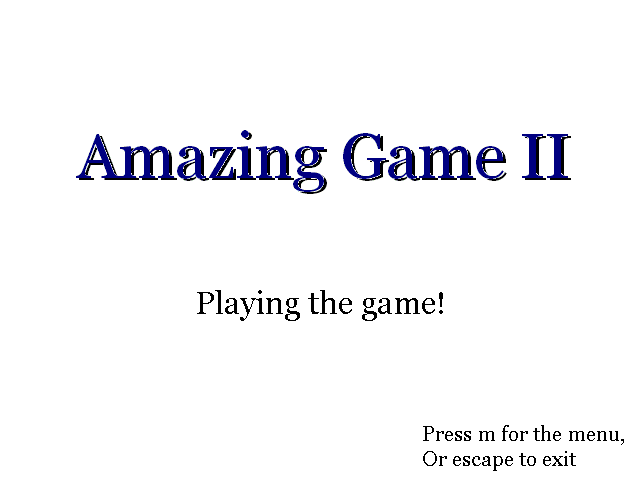 Amazing Game II
Playing the game!
Press m for the menu,
Or escape to exit